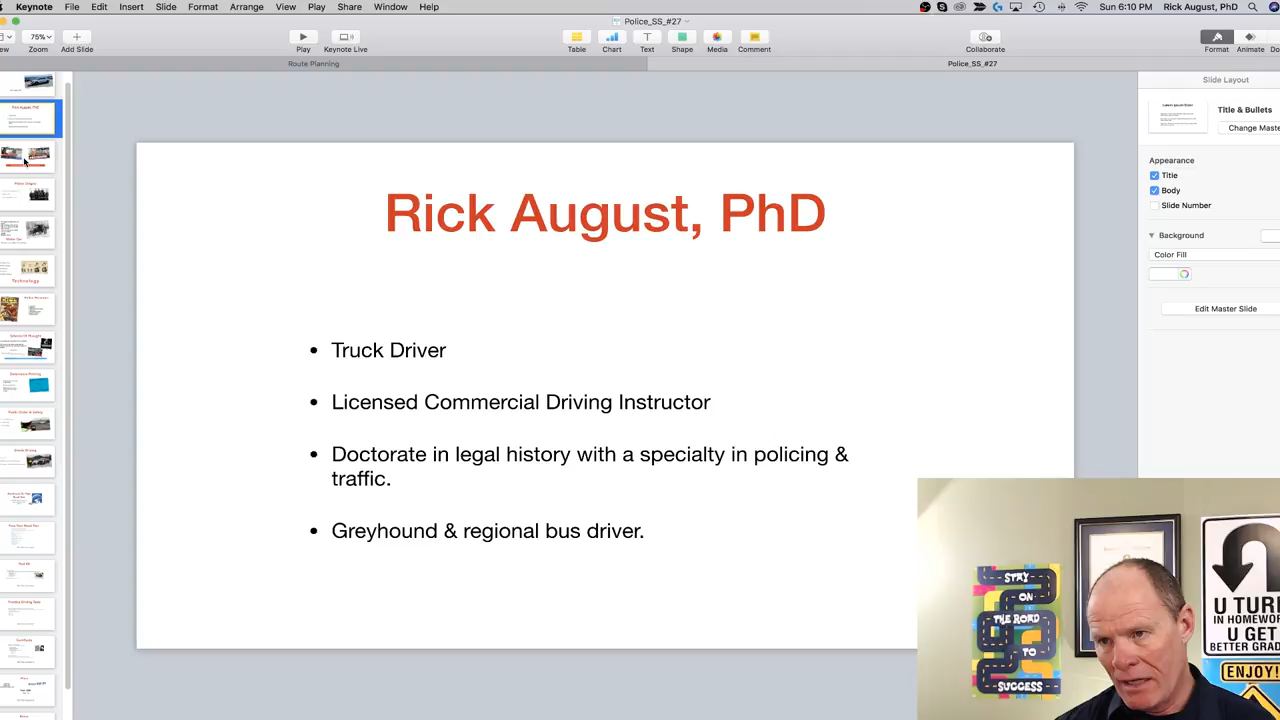 Keynote File Edit Insert Slide Format Arrange View Play Share Window Help
Sun 6:10 PM Rick August, PhD
Police_SS_#27
75%
Zoom Add Slide Play Keynote Live Table Chart Text Shape Media Comment Collaborate Format Animate
Route Planning Police_SS_#27
Slide Layout
Title & Bullets
Change Maste
Appearance
Title
Body
Slide Number
Background
Color Fill
Edit Master Slide
Rick August, PhD
• Truck Driver
• Licensed Commercial Driving Instructor
• Doctorate in legal history with a specialty in policing &
traffic.
• Greyhound & regional bus driver.
STAY
ON
THE ROAD
TO
SUCCESS
U TURN
IN HOMEWOR
U GET
BETTER GRAD
ENJOY!